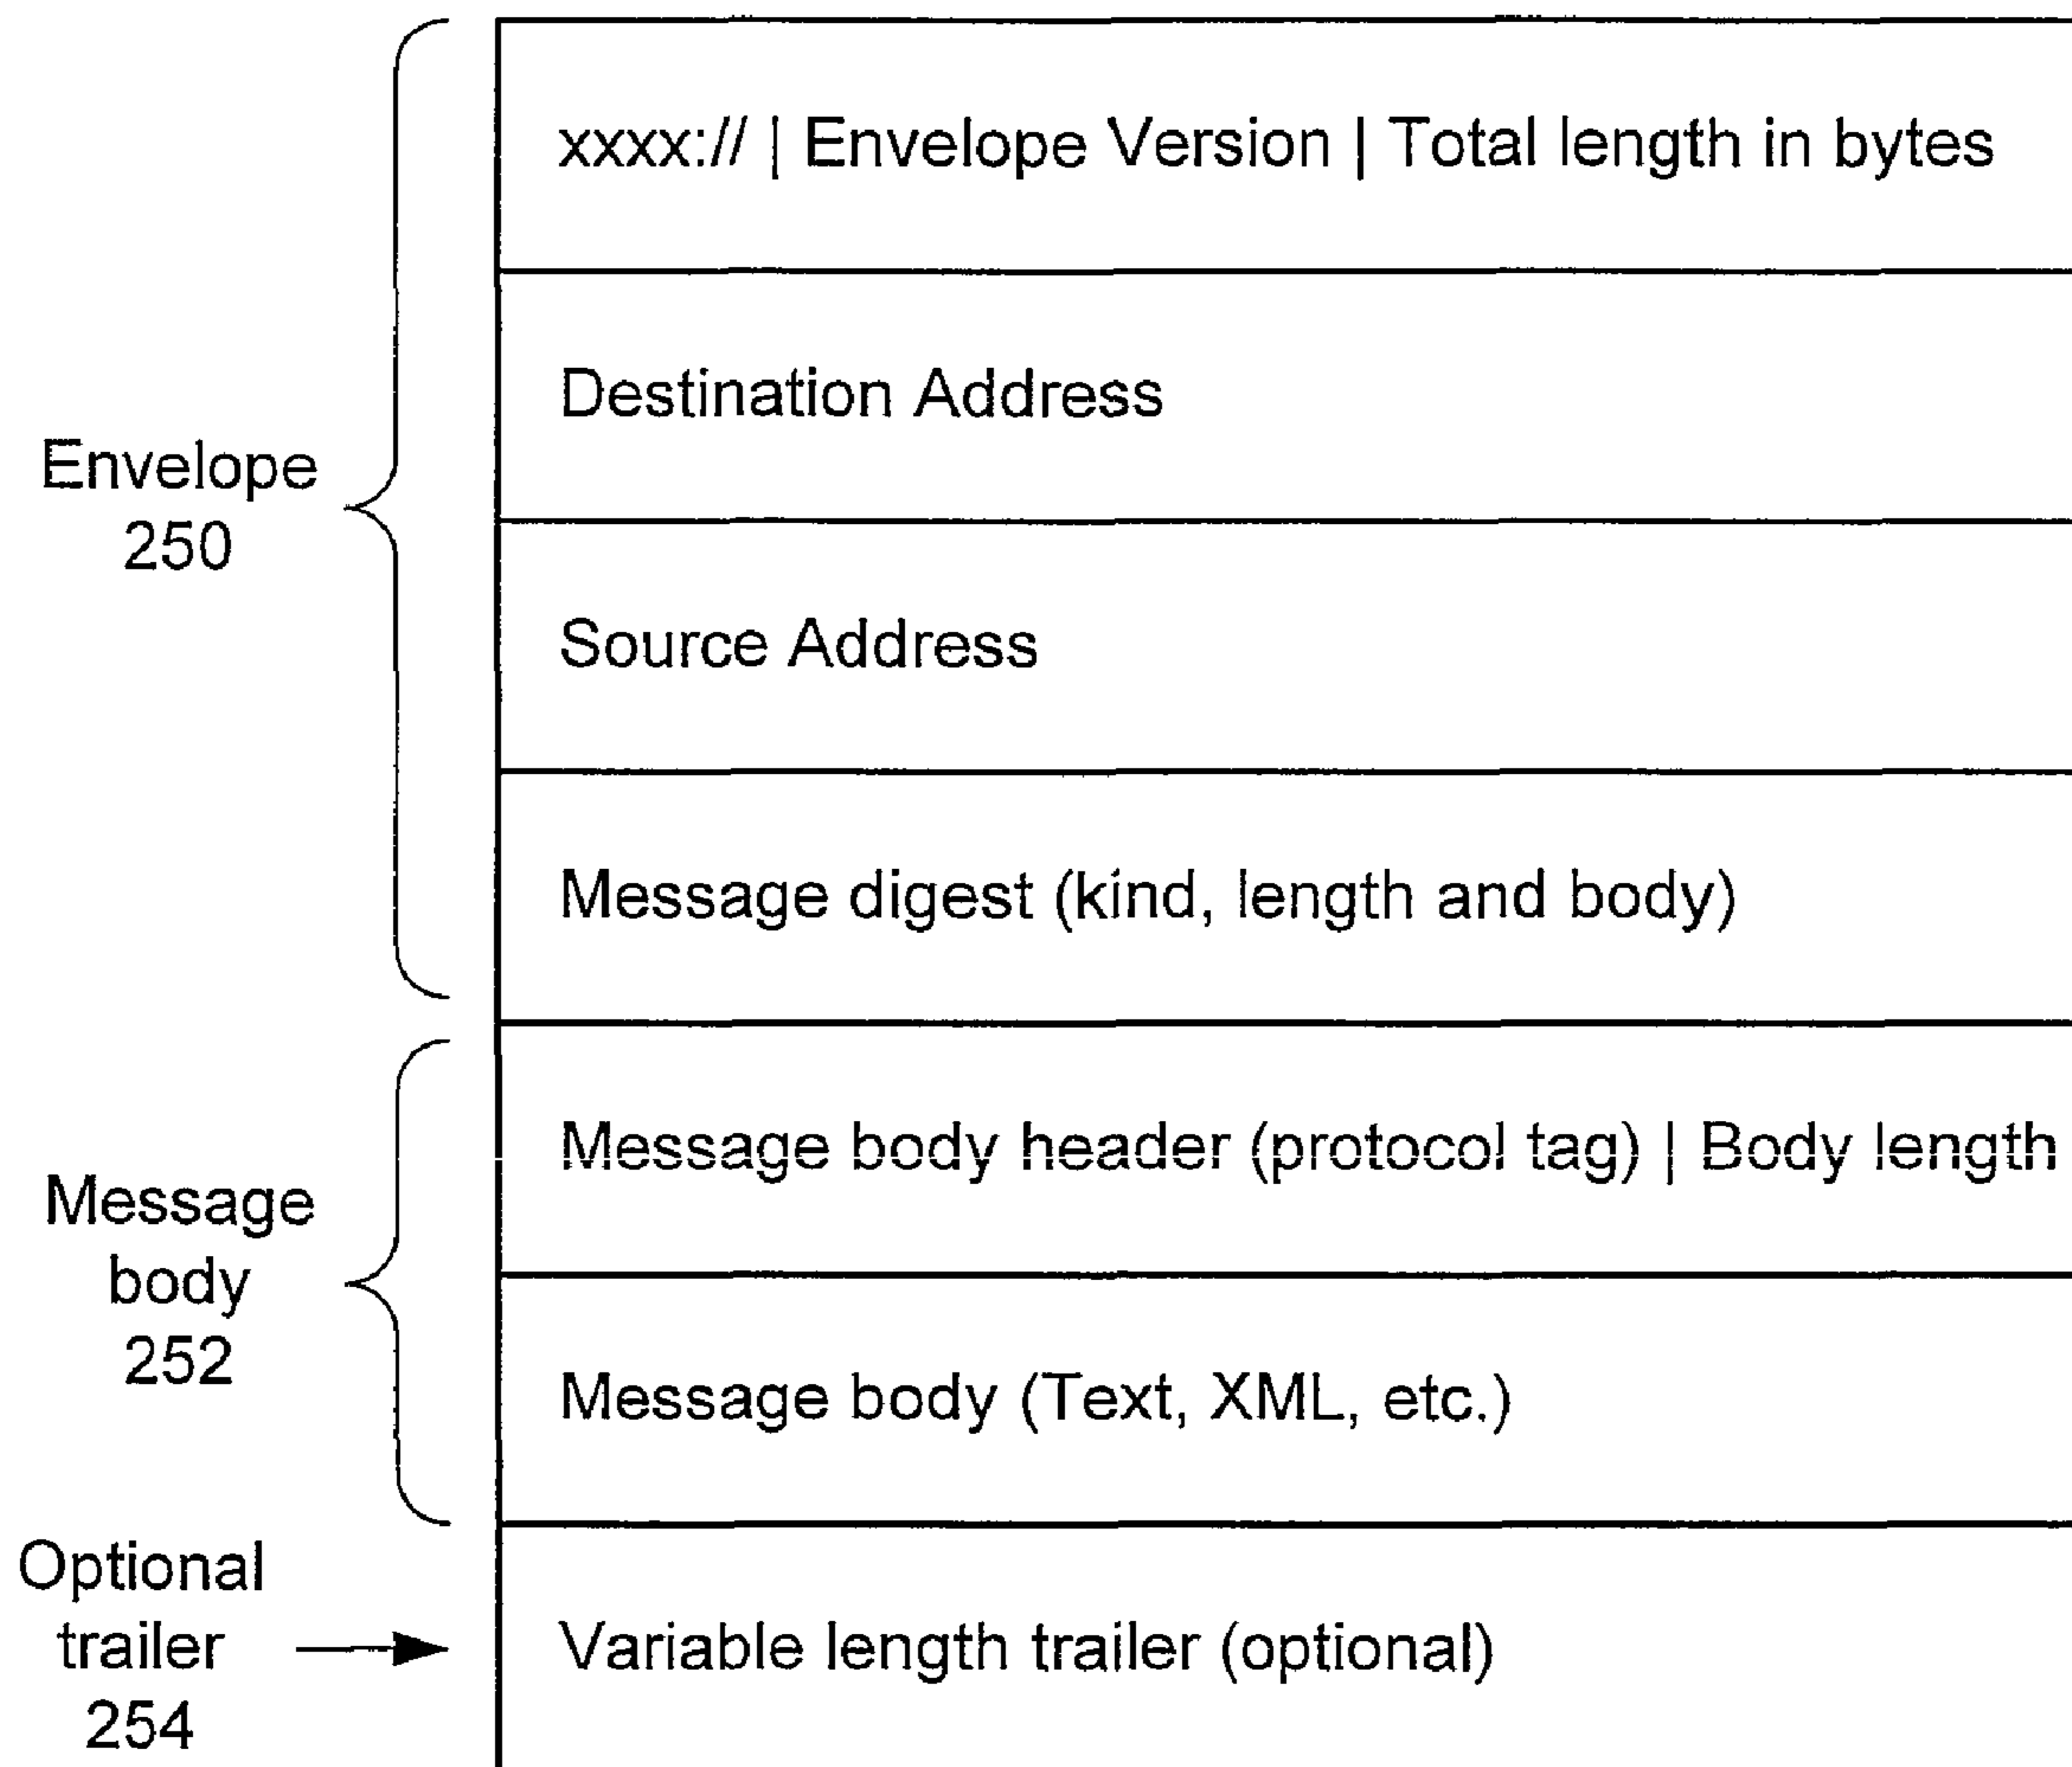 xxxx:// | Envelope Version | Total length in bytes
Destination Address
Envelope
250
Source Address
Message digest (kind, length and body)
Message body header (protocol tag) | Body length
Message
body
252
Message body (Text, XML, etc.)
Optional
trailer
254
Variable length trailer (optional)